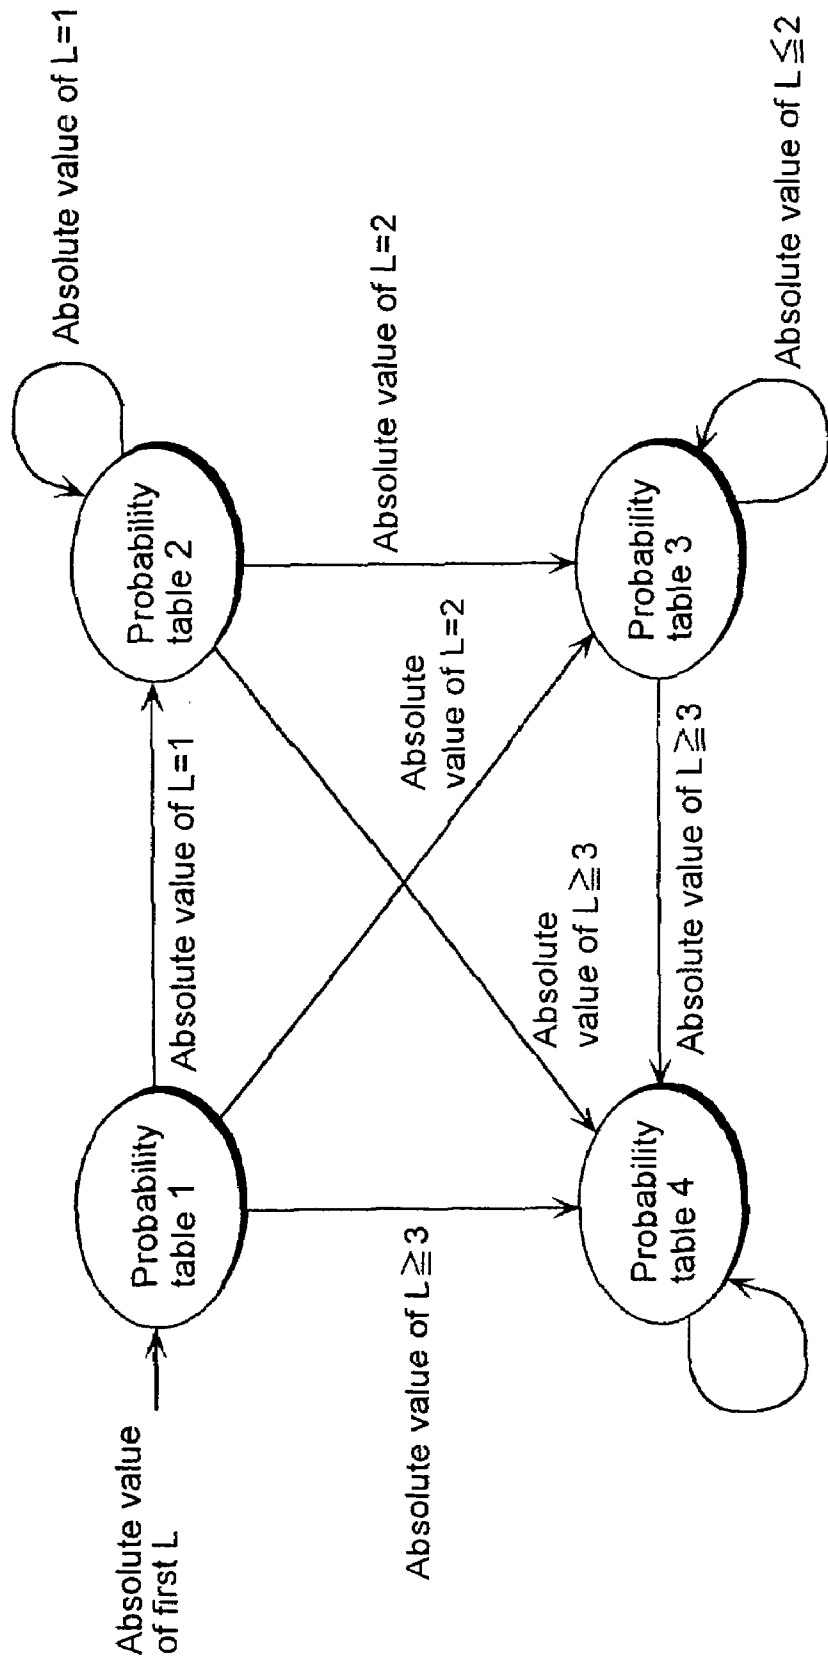 Absolute value
of first L
Probability
table 1
Absolute value of L=1
Probability
table 2
Absolute value of L=1
Absolute value of L≧3
Absolute
value of L≧3
Absolute
value of L=2
Absolute value of L=2
Probability
table 4
Absolute value of L≧3
Probability
table 3
Absolute value of L≦2